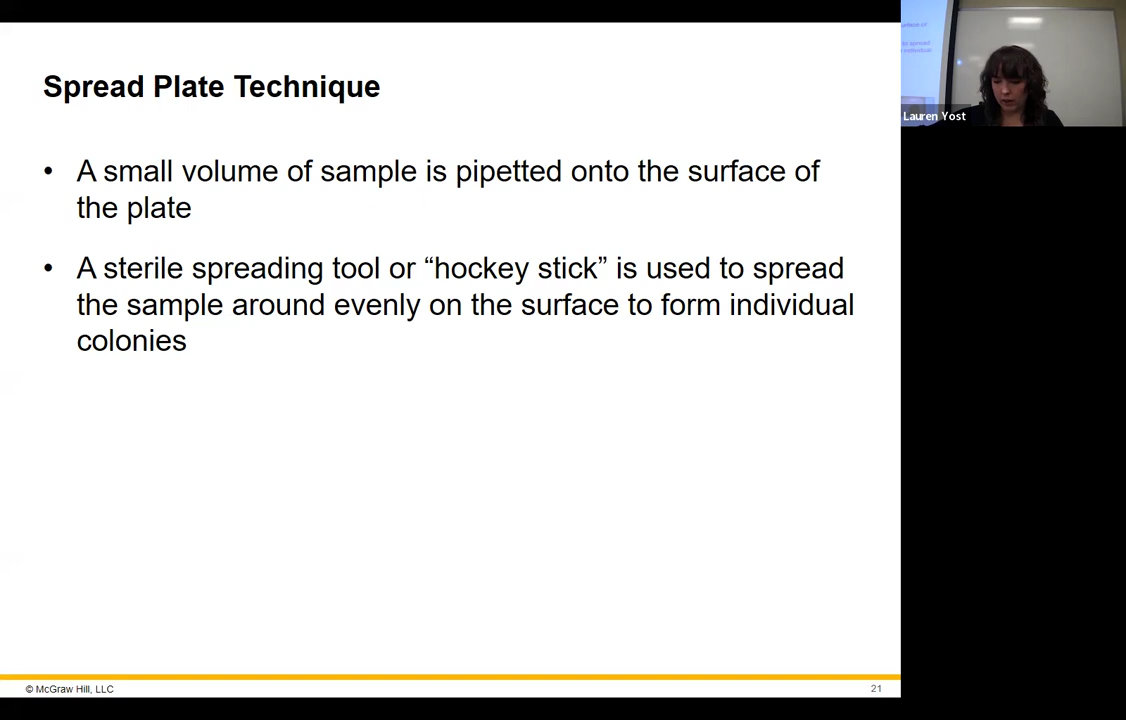 Spread Plate Technique
• A small volume of sample is pipetted onto the surface of
the plate
• A sterile spreading tool or “hockey stick” is used to spread
the sample around evenly on the surface to form individual
colonies
© McGraw Hill, LLC
21
Lauren Yost